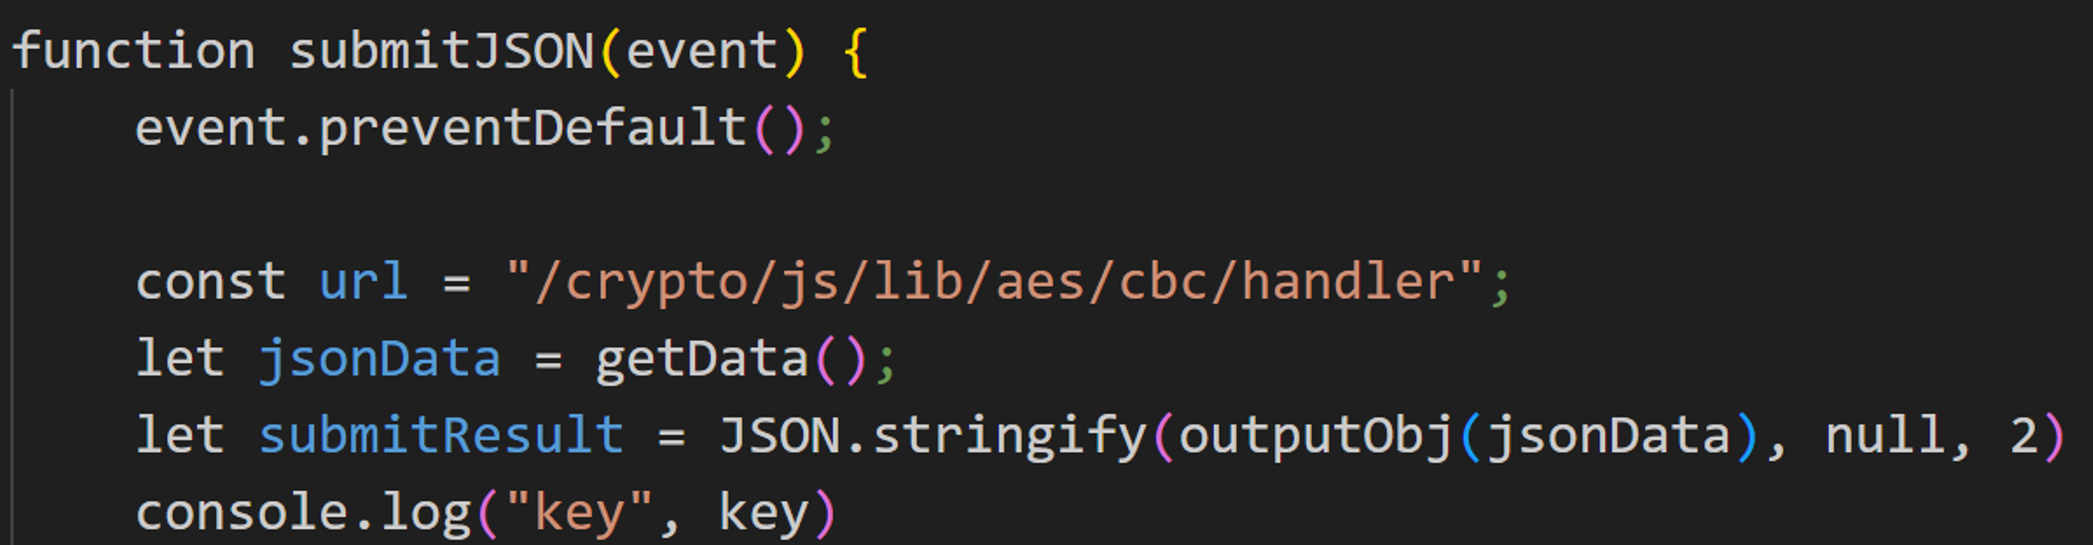 function submitJSON(event) {
    event.preventDefault();

    const url = "/crypto/js/lib/aes/cbc/handler";
    let jsonData = getData();
    let submitResult = JSON.stringify(outputObj(jsonData), null, 2)
    console.log("key", key)